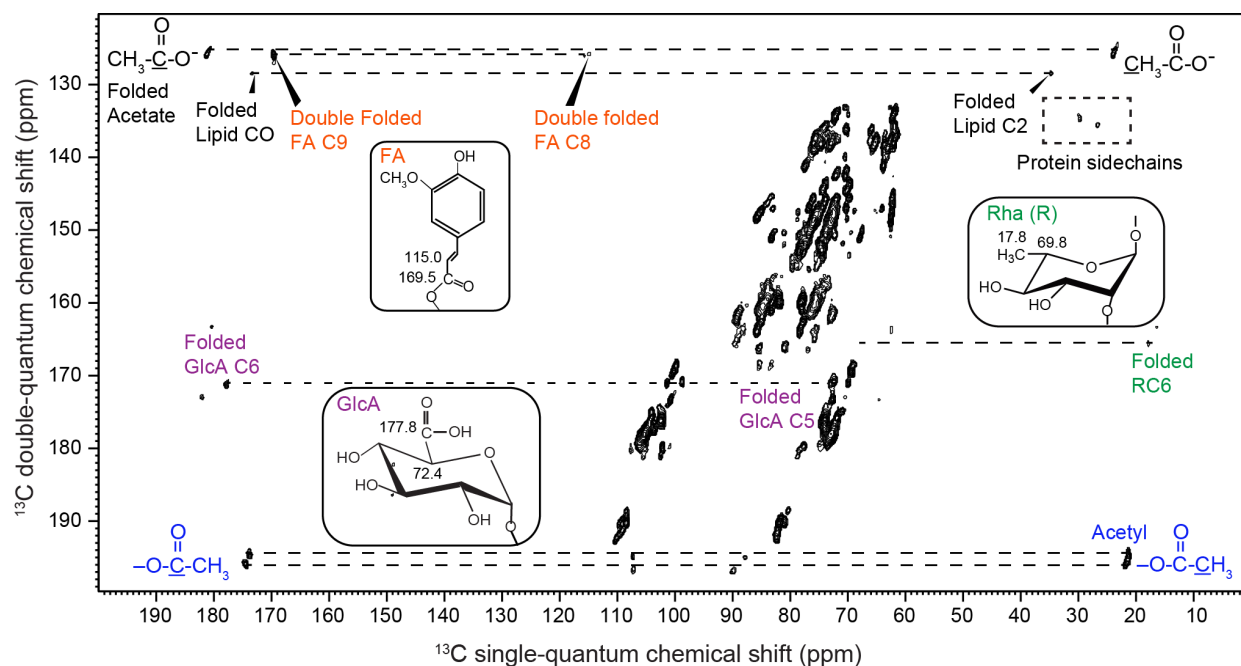 O
CH₃-C-O⁻
Folded
Acetate
Folded
Lipid CO
Double Folded
FA C9
Double folded
FA C8
Folded
Lipid C2
O
CH₃-C-O⁻
Protein sidechains
FA
OH
CH₃O
115.0
169.5
O
O
Rha (R)
17.8
69.8
H₃C
O
O
HO
HO
O
Folded
GlcA C6
Folded
GlcA C5
Folded
RC6
GlcA
O
177.8
C
OH
HO
72.4
O
HO
OH
O
O
-O-C-CH₃
Acetyl
O
-O-C-CH₃
130
140
150
160
170
180
190
¹³C double-quantum chemical shift (ppm)
190 180 170 160 150 140 130 120 110 100 90 80 70 60 50 40 30 20 10
¹³C single-quantum chemical shift (ppm)